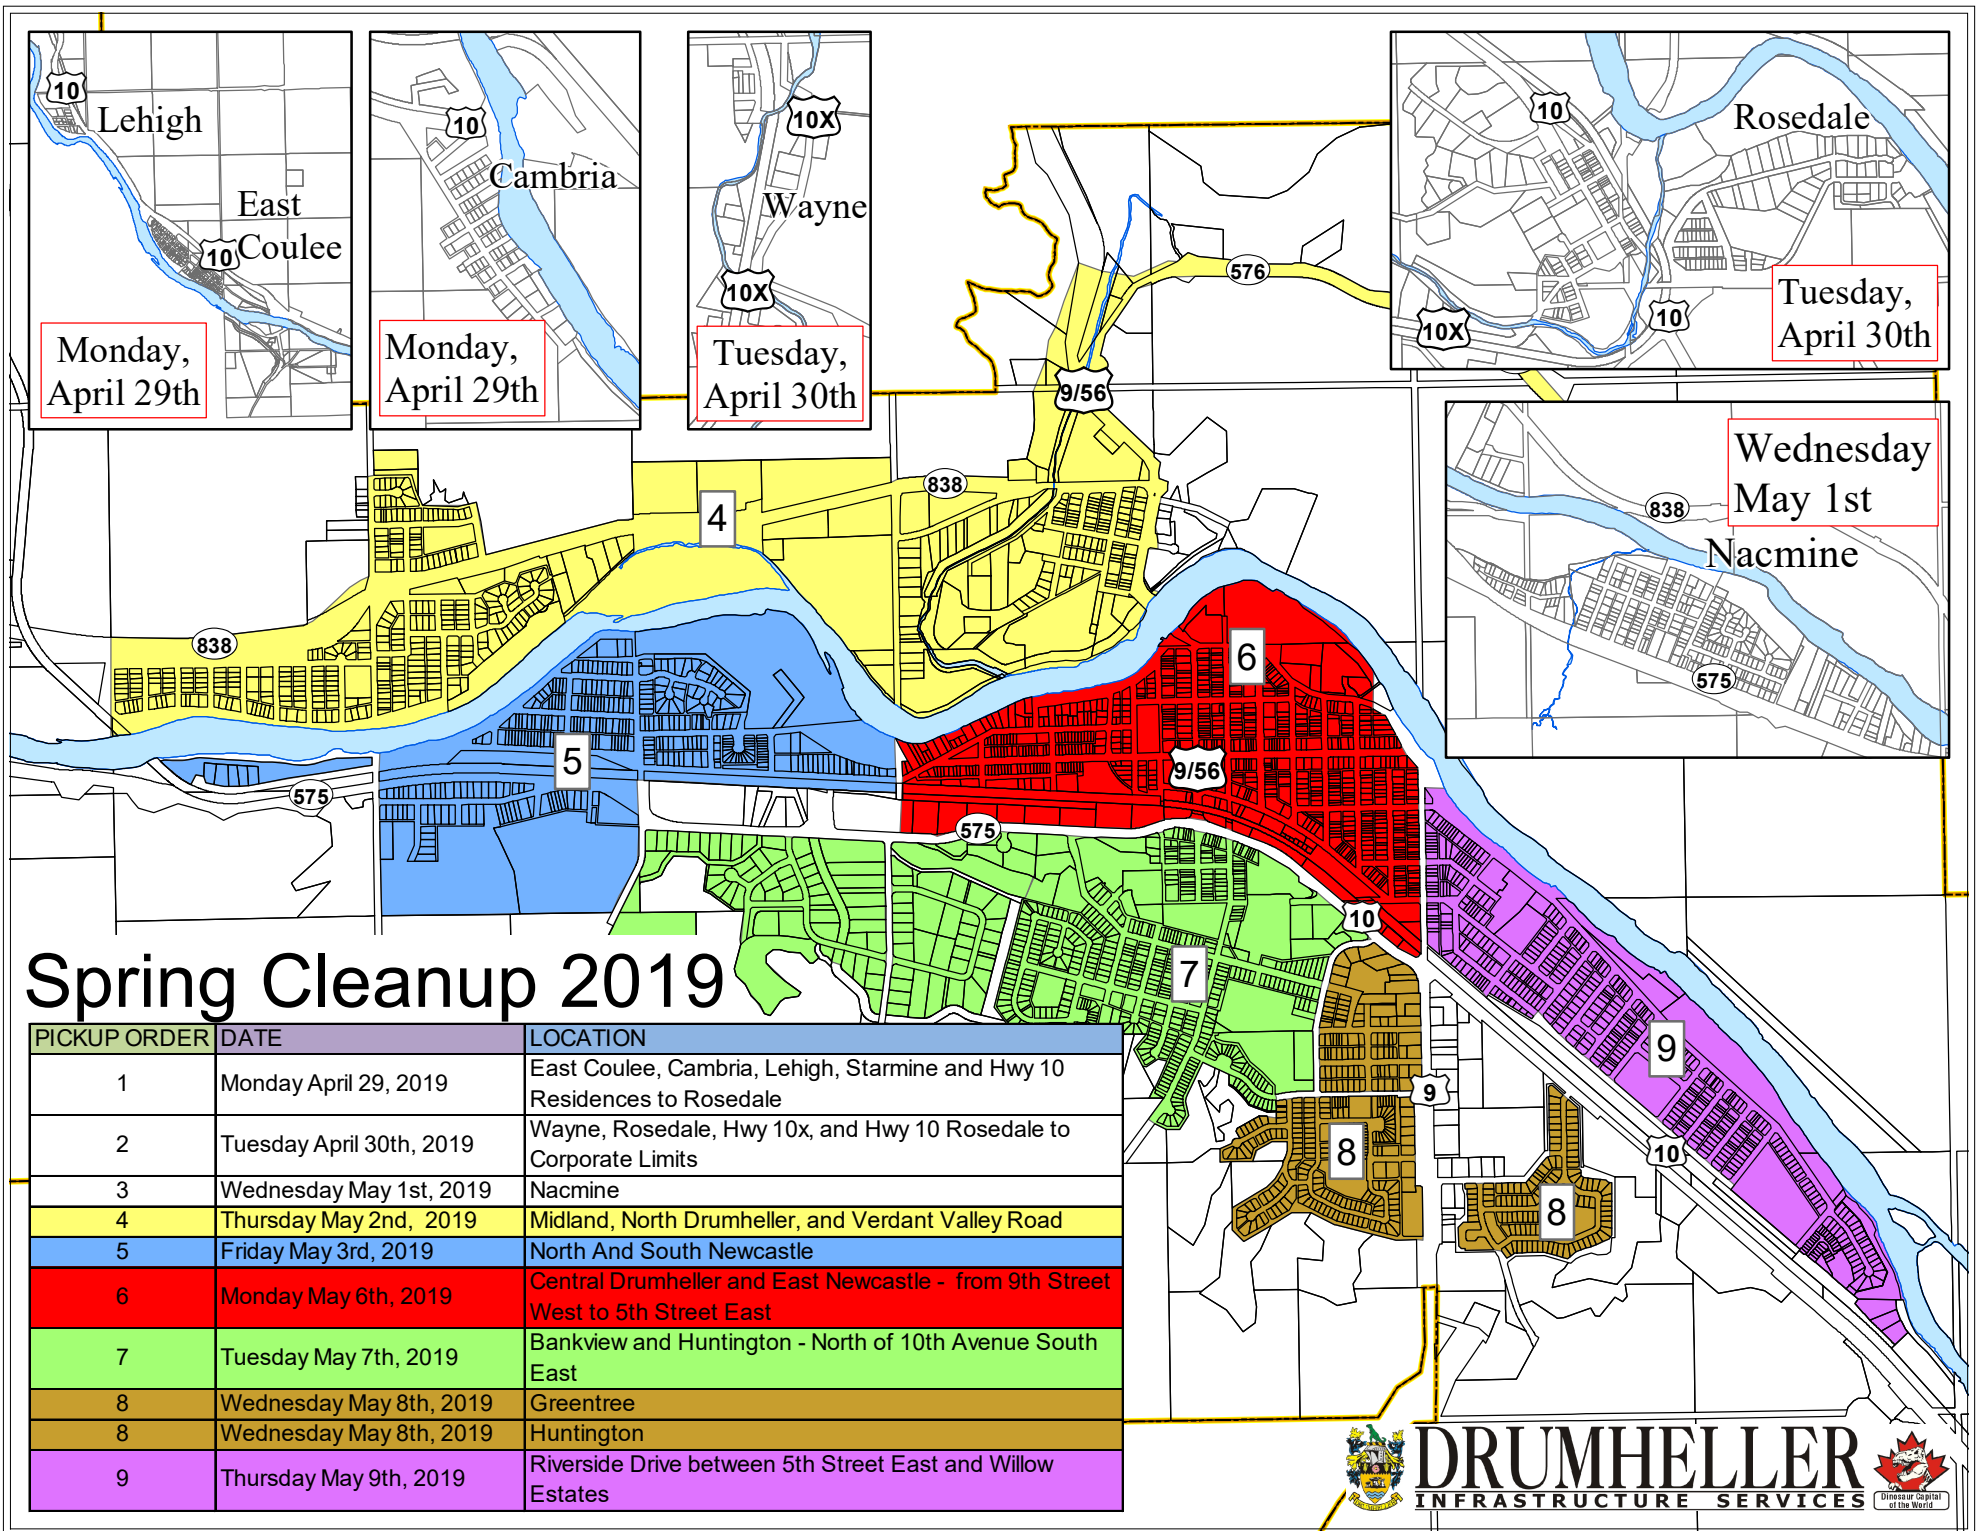 10
Lehigh
East
10
Coulee
Monday,
April 29th
10
Cambria
Monday,
April 29th
10X
Wayne
10X
Tuesday,
April 30th
10
Rosedale
10X
10
Tuesday,
April 30th
576
9/56
Wednesday
May 1st
838
Nacmine
575
838
4
838
6
5
9/56
575
575
10
7
9
9
8
10
8
Spring Cleanup 2019
PICKUP ORDER DATE LOCATION
1 Monday April 29, 2019 East Coulee, Cambria, Lehigh, Starmine and Hwy 10
Residences to Rosedale
2 Tuesday April 30th, 2019 Wayne, Rosedale, Hwy 10x, and Hwy 10 Rosedale to
Corporate Limits
3 Wednesday May 1st, 2019 Nacmine
4 Thursday May 2nd, 2019 Midland, North Drumheller, and Verdant Valley Road
5 Friday May 3rd, 2019 North And South Newcastle
6 Monday May 6th, 2019 Central Drumheller and East Newcastle - from 9th Street
West to 5th Street East
7 Tuesday May 7th, 2019 Bankview and Huntington - North of 10th Avenue South
East
8 Wednesday May 8th, 2019 Greentree
8 Wednesday May 8th, 2019 Huntington
9 Thursday May 9th, 2019 Riverside Drive between 5th Street East and Willow
Estates
DRUMHELLER
INFRASTRUCTURE SERVICES
Dinosaur Capital
of the World